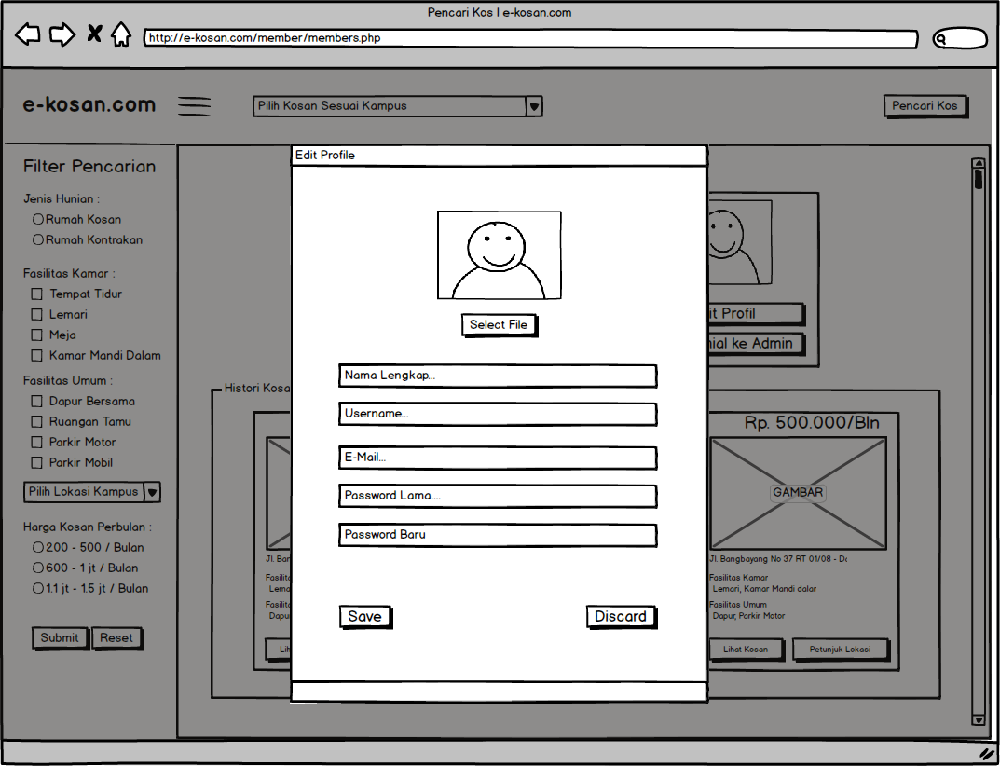 Pencari Kos | e-kosan.com
http://e-kosan.com/member/members.php
e-kosan.com
Pilih Kosan Sesuai Kampus
Pencari Kos
Filter Pencarian
Jenis Hunian :
Rumah Kosan
Rumah Kontrakan
Fasilitas Kamar :
Tempat Tidur
Lemari
Meja
Kamar Mandi Dalam
Fasilitas Umum :
Dapur Bersama
Ruangan Tamu
Parkir Motor
Parkir Mobil
Pilih Lokasi Kampus
Harga Kosan Perbulan :
200 - 500 / Bulan
600 - 1 jt / Bulan
1.1 jt - 1.5 jt / Bulan
Submit
Reset
Edit Profile
Select File
Nama Lengkap...
Username...
E-Mail...
Password Lama....
Password Baru
Save
Discard
it Profil
ial ke Admin
Histori Kosa
Jl. Ban
Fasilita
Lema
Fasilita
Dapu
Lih
Rp. 500.000/Bln
GAMBAR
Jl. Bangbayang No 37 RT 01/08 - Da
Fasilitas Kamar
Lemari, Kamar Mandi dalar
Fasilitas Umum
Dapur, Parkir Motor
Lihat Kosan
Petunjuk Lokasi